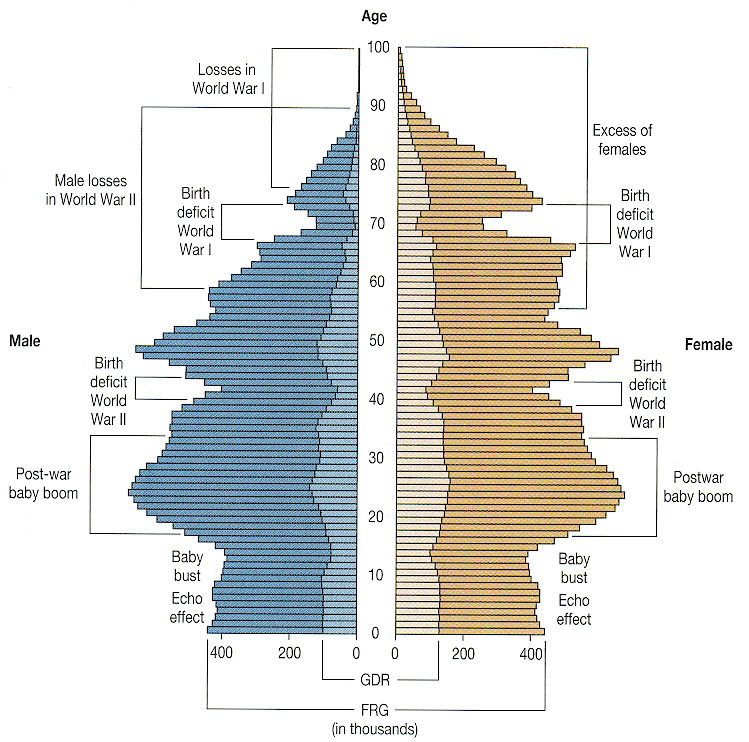 Age
100
90
80
70
60
50
40
30
20
10
0
Losses in
World War I
Male losses
in World War II
Birth
deficit
World
War I
Male
Birth
deficit
World
War II
Post-war
baby boom
Baby
bust
Echo
effect
Excess of
females
Birth
deficit
World
War I
Female
Birth
deficit
World
War II
Postwar
baby boom
Baby
bust
Echo
effect
400 200 0 0 200 400
GDR
FRG
(in thousands)